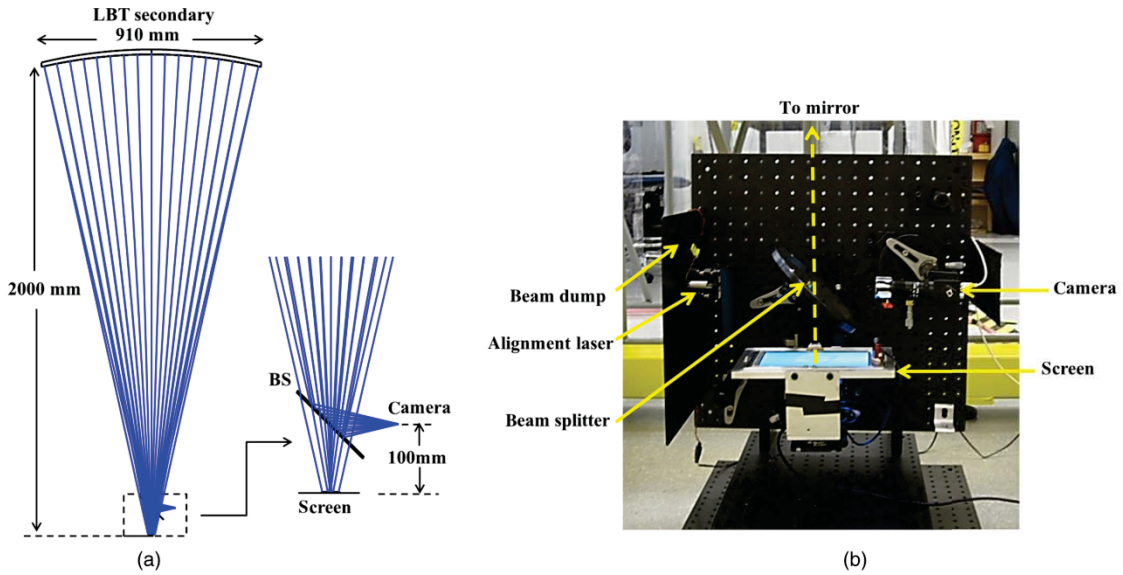 LBT secondary
910 mm
2000 mm
BS
Camera
100mm
Screen
(a)
To mirror
Beam dump
Alignment laser
Beam splitter
Camera
Screen
(b)